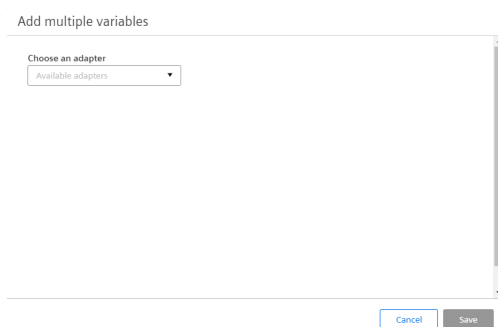 Add multiple variables
Choose an adapter
Available adapters
Cancel
Save